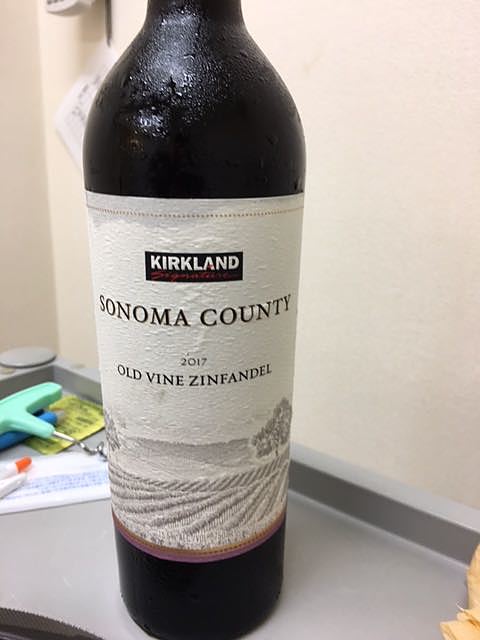 KIRKLAND
Signature
SONOMA COUNTY
2017
OLD VINE ZINFANDEL